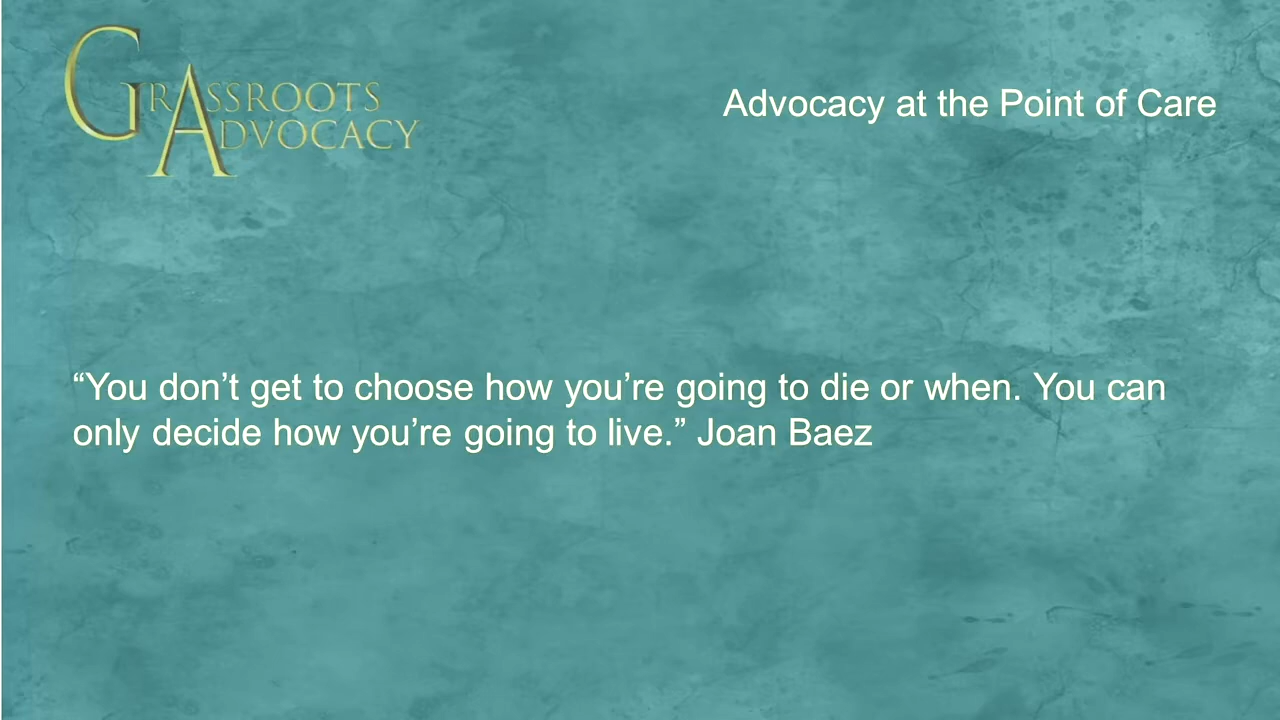 GRASSROOTS
ADVOCACY
Advocacy at the Point of Care
“You don’t get to choose how you’re going to die or when. You can
only decide how you’re going to live.” Joan Baez